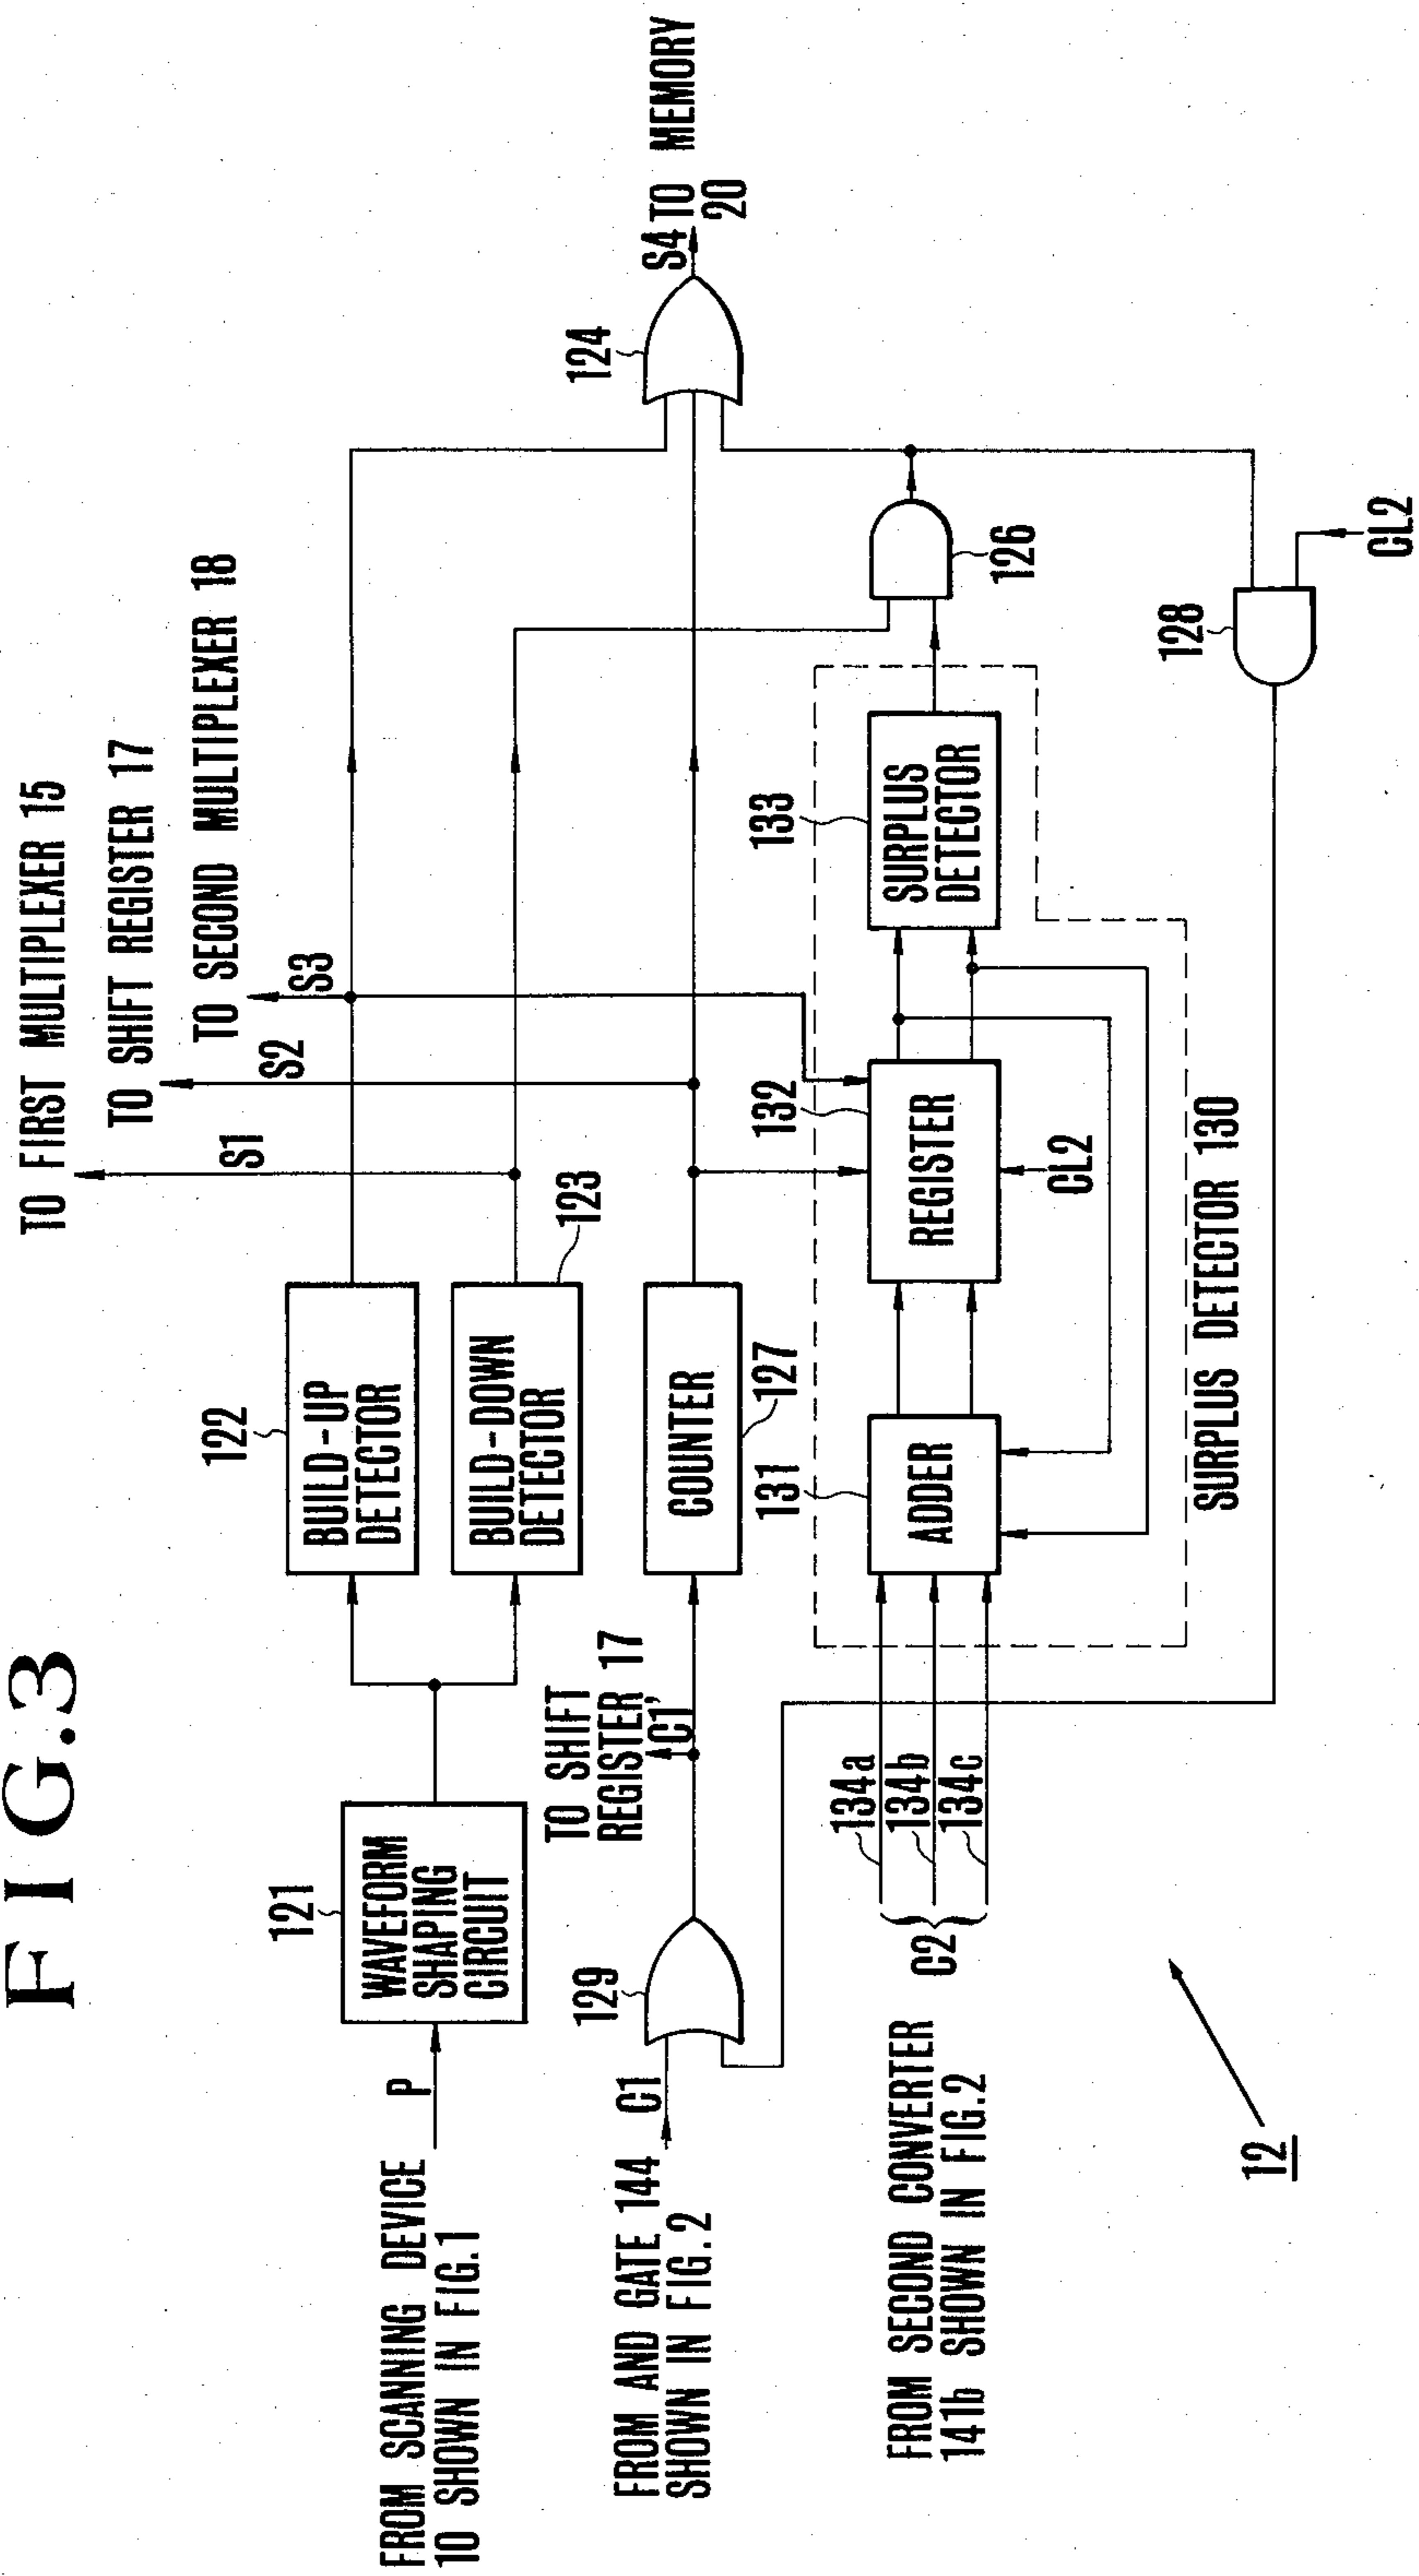 FIG.3
FROM SCANNING DEVICE
10 SHOWN IN FIG.1
P
121
WAVEFORM
SHAPING
CIRCUIT
122
BUILD-UP
DETECTOR
BUILD-DOWN
DETECTOR
123
TO FIRST MULTIPLEXER 15
TO SHIFT REGISTER 17
TO SECOND MULTIPLEXER 18
S1
S2
S3
FROM AND GATE 144
SHOWN IN FIG.2
C1
129
TO SHIFT
REGISTER 17
C1'
COUNTER
127
124
S4
TO MEMORY
20
FROM SECOND CONVERTER
141b SHOWN IN FIG.2
C2
134a
134b
134c
131
ADDER
132
REGISTER
CL2
133
SURPLUS
DETECTOR
126
SURPLUS DETECTOR 130
128
CL2
12